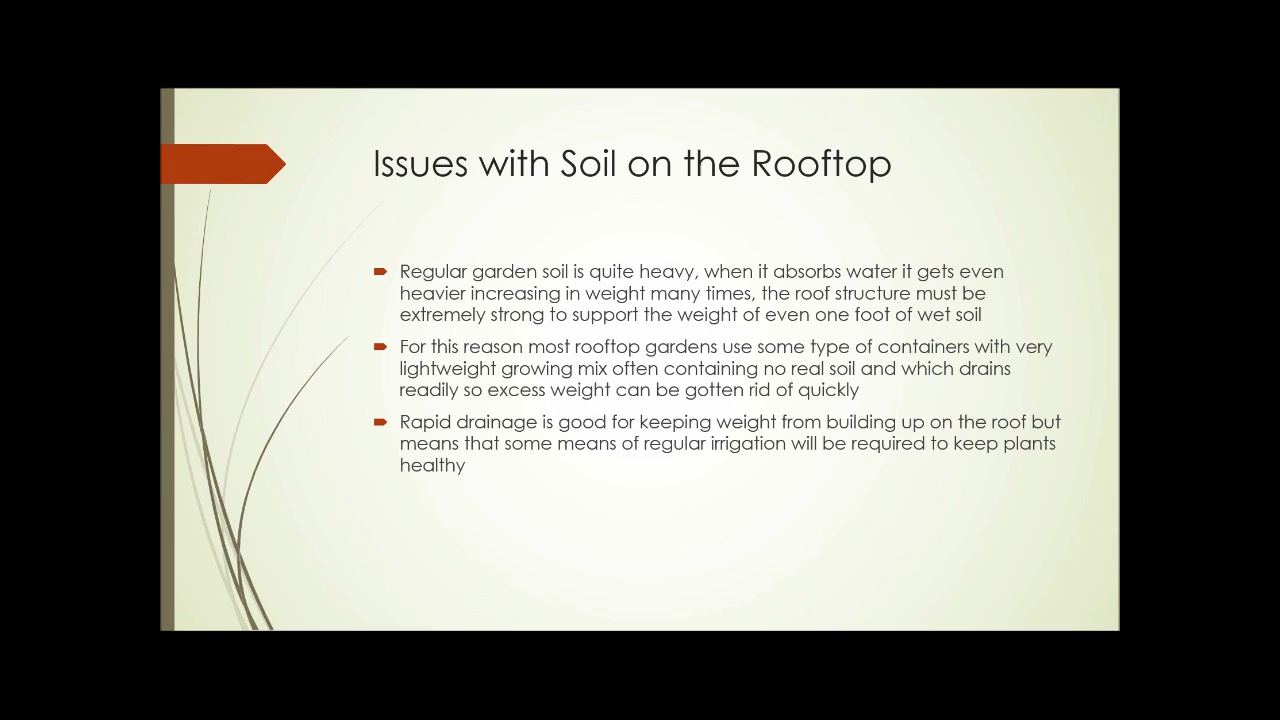 Issues with Soil on the Rooftop
Regular garden soil is quite heavy, when it absorbs water it gets even
heavier increasing in weight many times, the roof structure must be
extremely strong to support the weight of even one foot of wet soil
For this reason most rooftop gardens use some type of containers with very
lightweight growing mix often containing no real soil and which drains
readily so excess weight can be gotten rid of quickly
Rapid drainage is good for keeping weight from building up on the roof but
means that some means of regular irrigation will be required to keep plants
healthy